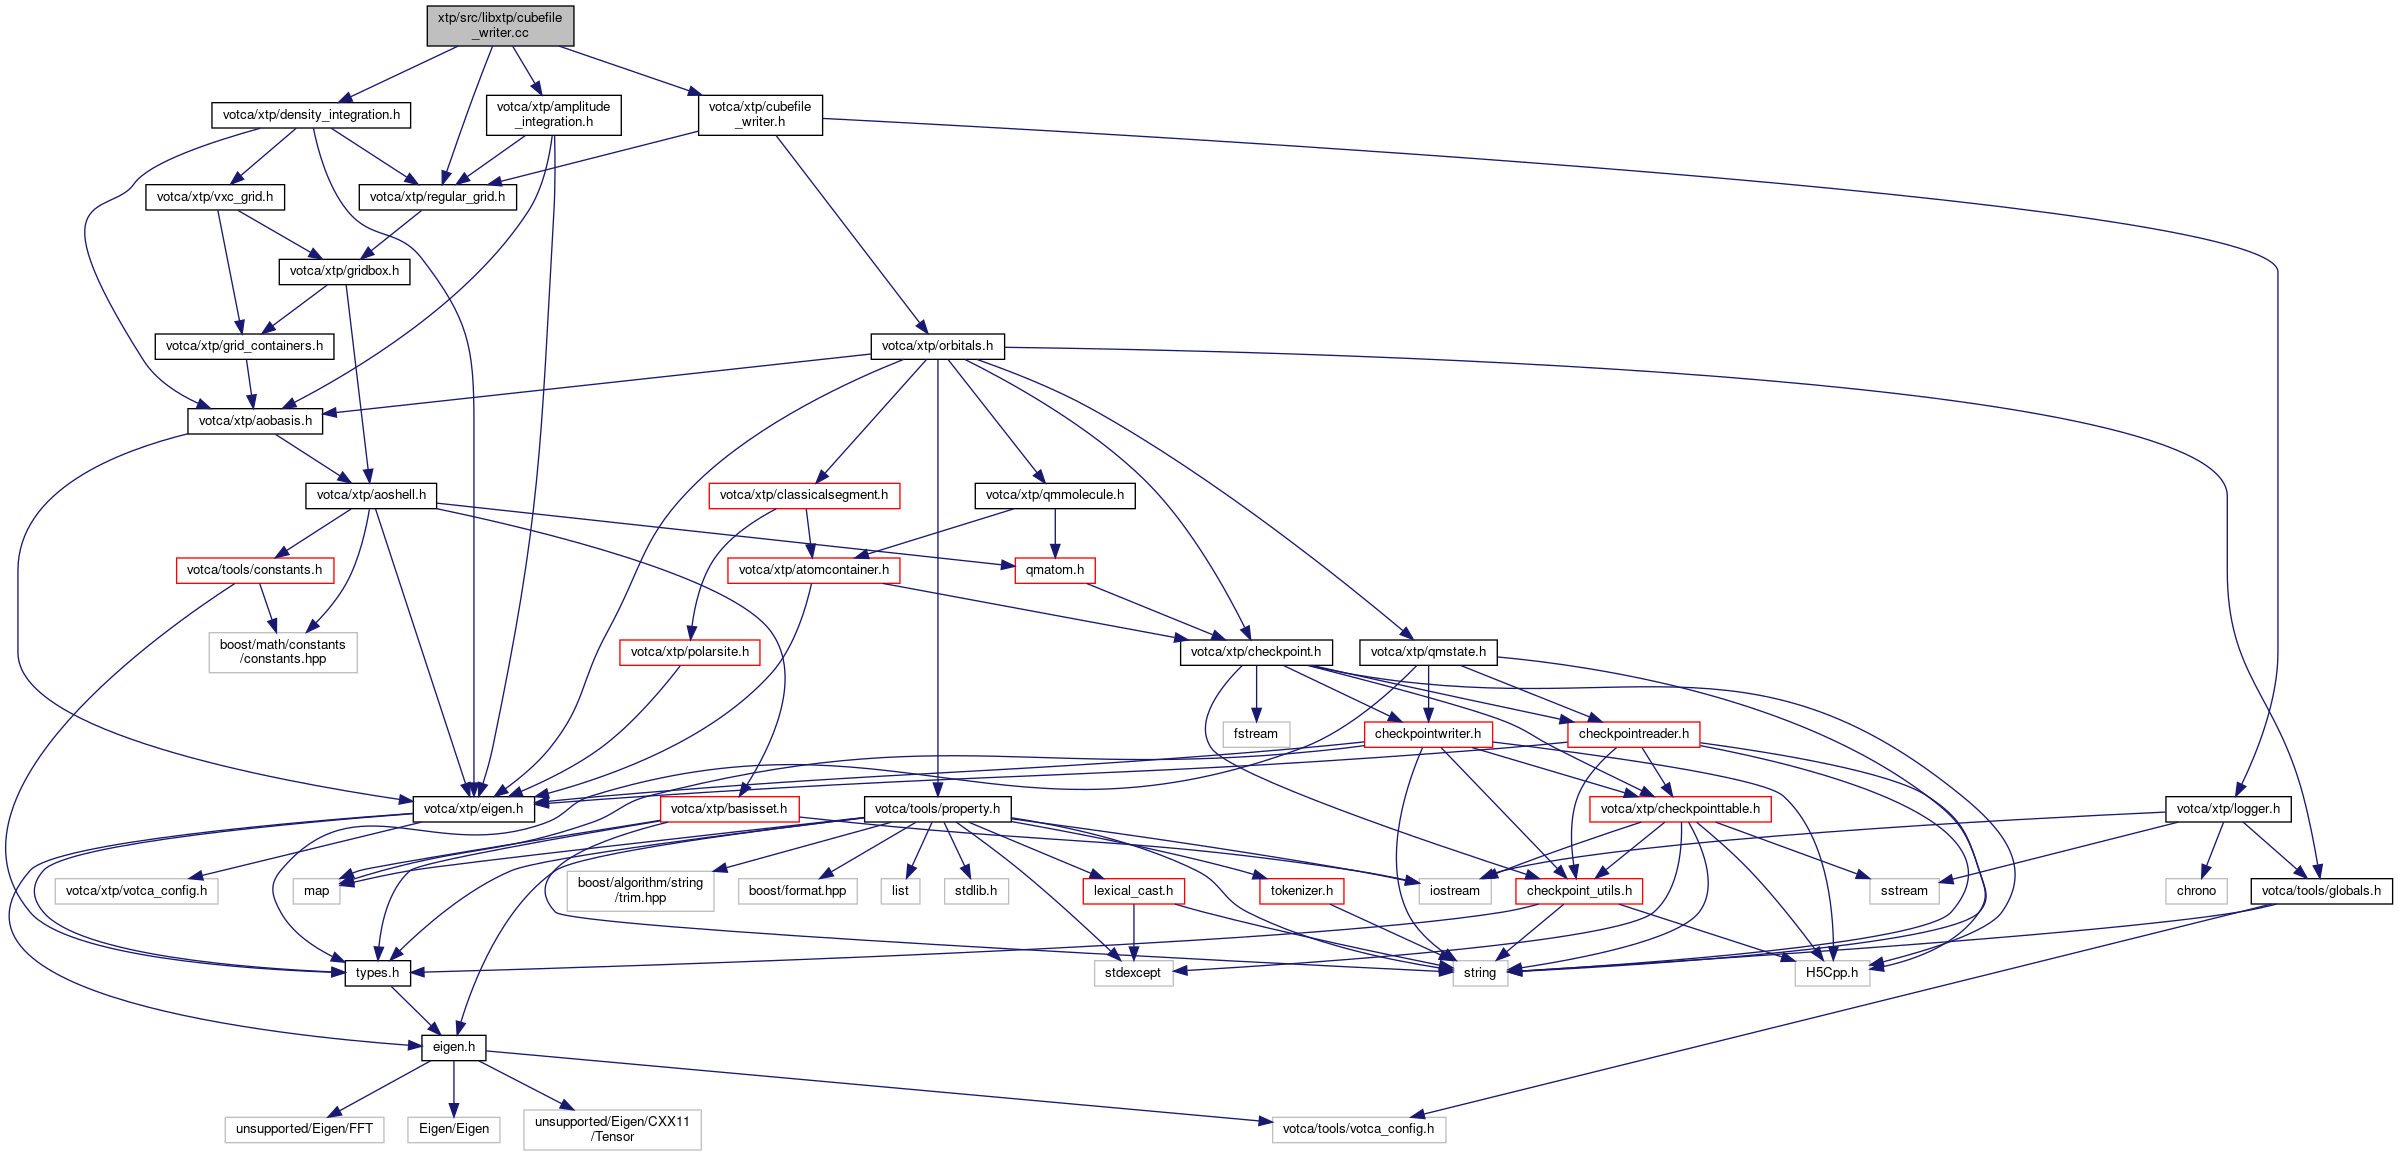 xtp/src/libxtp/cubefile
_writer.cc
votca/xtp/density_integration.h
votca/xtp/amplitude
_integration.h
votca/xtp/cubefile
_writer.h
votca/xtp/vxc_grid.h
votca/xtp/regular_grid.h
votca/xtp/gridbox.h
votca/xtp/grid_containers.h
votca/xtp/orbitals.h
votca/xtp/aobasis.h
votca/xtp/aoshell.h
votca/xtp/classicalsegment.h
votca/xtp/qmmolecule.h
votca/tools/constants.h
votca/xtp/atomcontainer.h
qmatom.h
boost/math/constants
/constants.hpp
votca/xtp/polarsite.h
votca/xtp/checkpoint.h
votca/xtp/qmstate.h
fstream
checkpointwriter.h
checkpointreader.h
votca/xtp/eigen.h
votca/xtp/basisset.h
votca/tools/property.h
votca/xtp/checkpointtable.h
votca/xtp/logger.h
votca/xtp/votca_config.h
map
boost/algorithm/string
/trim.hpp
boost/format.hpp
list
stdlib.h
lexical_cast.h
tokenizer.h
iostream
checkpoint_utils.h
sstream
chrono
votca/tools/globals.h
types.h
stdexcept
string
H5Cpp.h
eigen.h
unsupported/Eigen/FFT
Eigen/Eigen
unsupported/Eigen/CXX11
/Tensor
votca/tools/votca_config.h